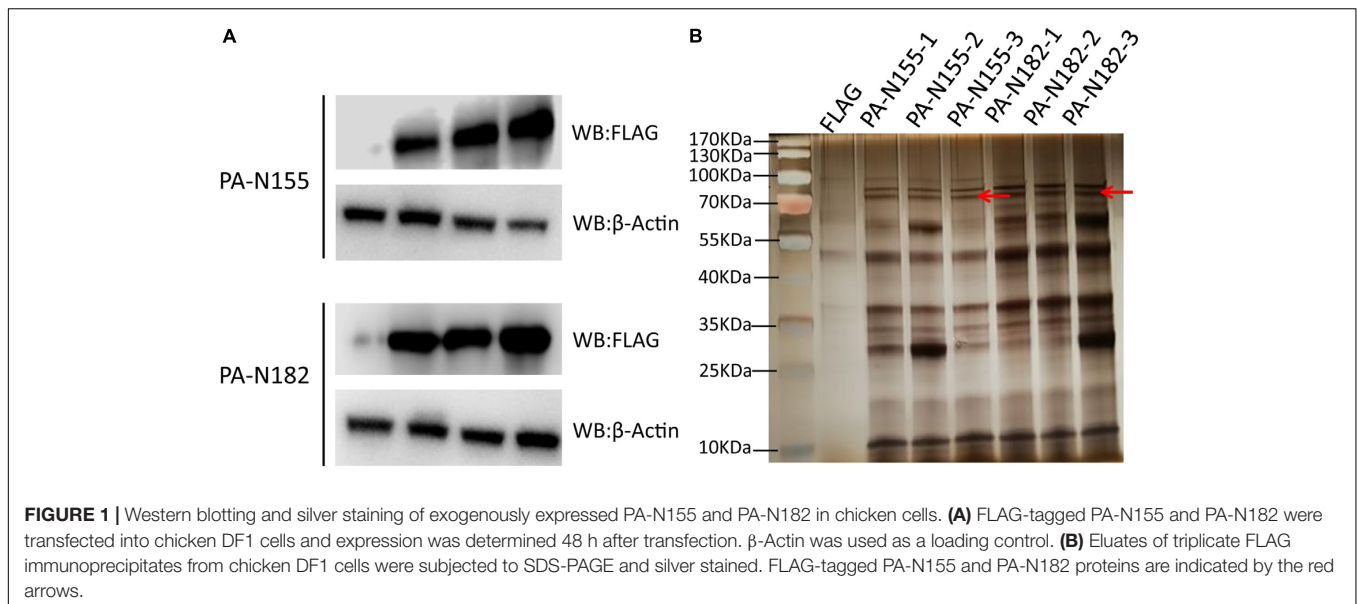 A
PA-N155
WB:FLAG
WB:β-Actin
PA-N182
WB:FLAG
WB:β-Actin
B
FLAG
PA-N155-1
PA-N155-2
PA-N155-3
PA-N182-1
PA-N182-2
PA-N182-3
170KDa
130KDa
100KDa
70KDa
55KDa
40KDa
35KDa
25KDa
10KDa
FIGURE 1 | Western blotting and silver staining of exogenously expressed PA-N155 and PA-N182 in chicken cells. (A) FLAG-tagged PA-N155 and PA-N182 were
transfected into chicken DF1 cells and expression was determined 48 h after transfection. β-Actin was used as a loading control. (B) Eluates of triplicate FLAG
immunoprecipitates from chicken DF1 cells were subjected to SDS-PAGE and silver stained. FLAG-tagged PA-N155 and PA-N182 proteins are indicated by the red
arrows.